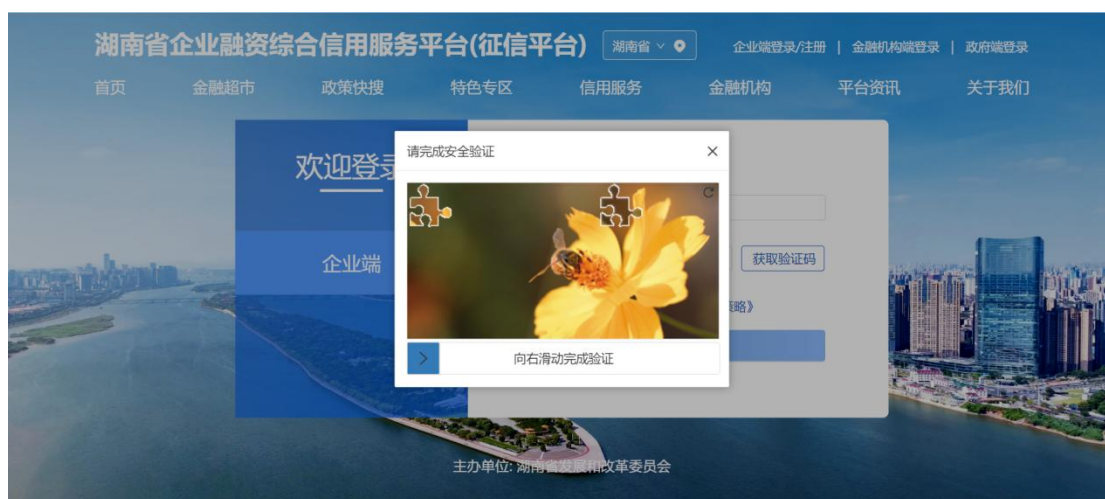 湖南省企业融资综合信用服务平台(征信平台) 湖南省 企业端登录/注册 | 金融机构端登录 | 政府端登录
首页 金融超市 政策快搜 特色专区 信用服务 金融机构 平台资讯 关于我们
请完成安全验证
欢迎登录
企业端
获取验证码
策略》
向右滑动完成验证
主办单位: 湖南省发展和改革委员会